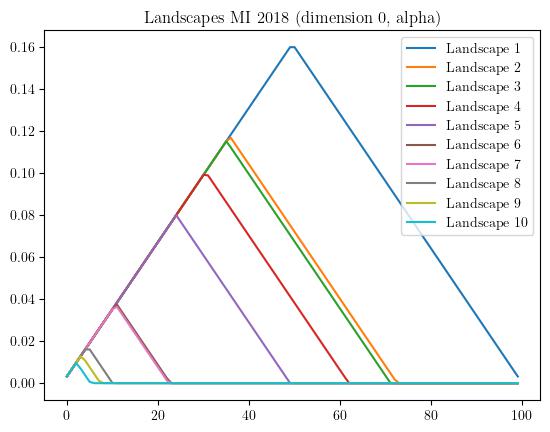 Landscapes MI 2018 (dimension 0, alpha)
0.16
0.14
0.12
0.10
0.08
0.06
0.04
0.02
0.00
0
20
40
60
80
100
Landscape 1
Landscape 2
Landscape 3
Landscape 4
Landscape 5
Landscape 6
Landscape 7
Landscape 8
Landscape 9
Landscape 10